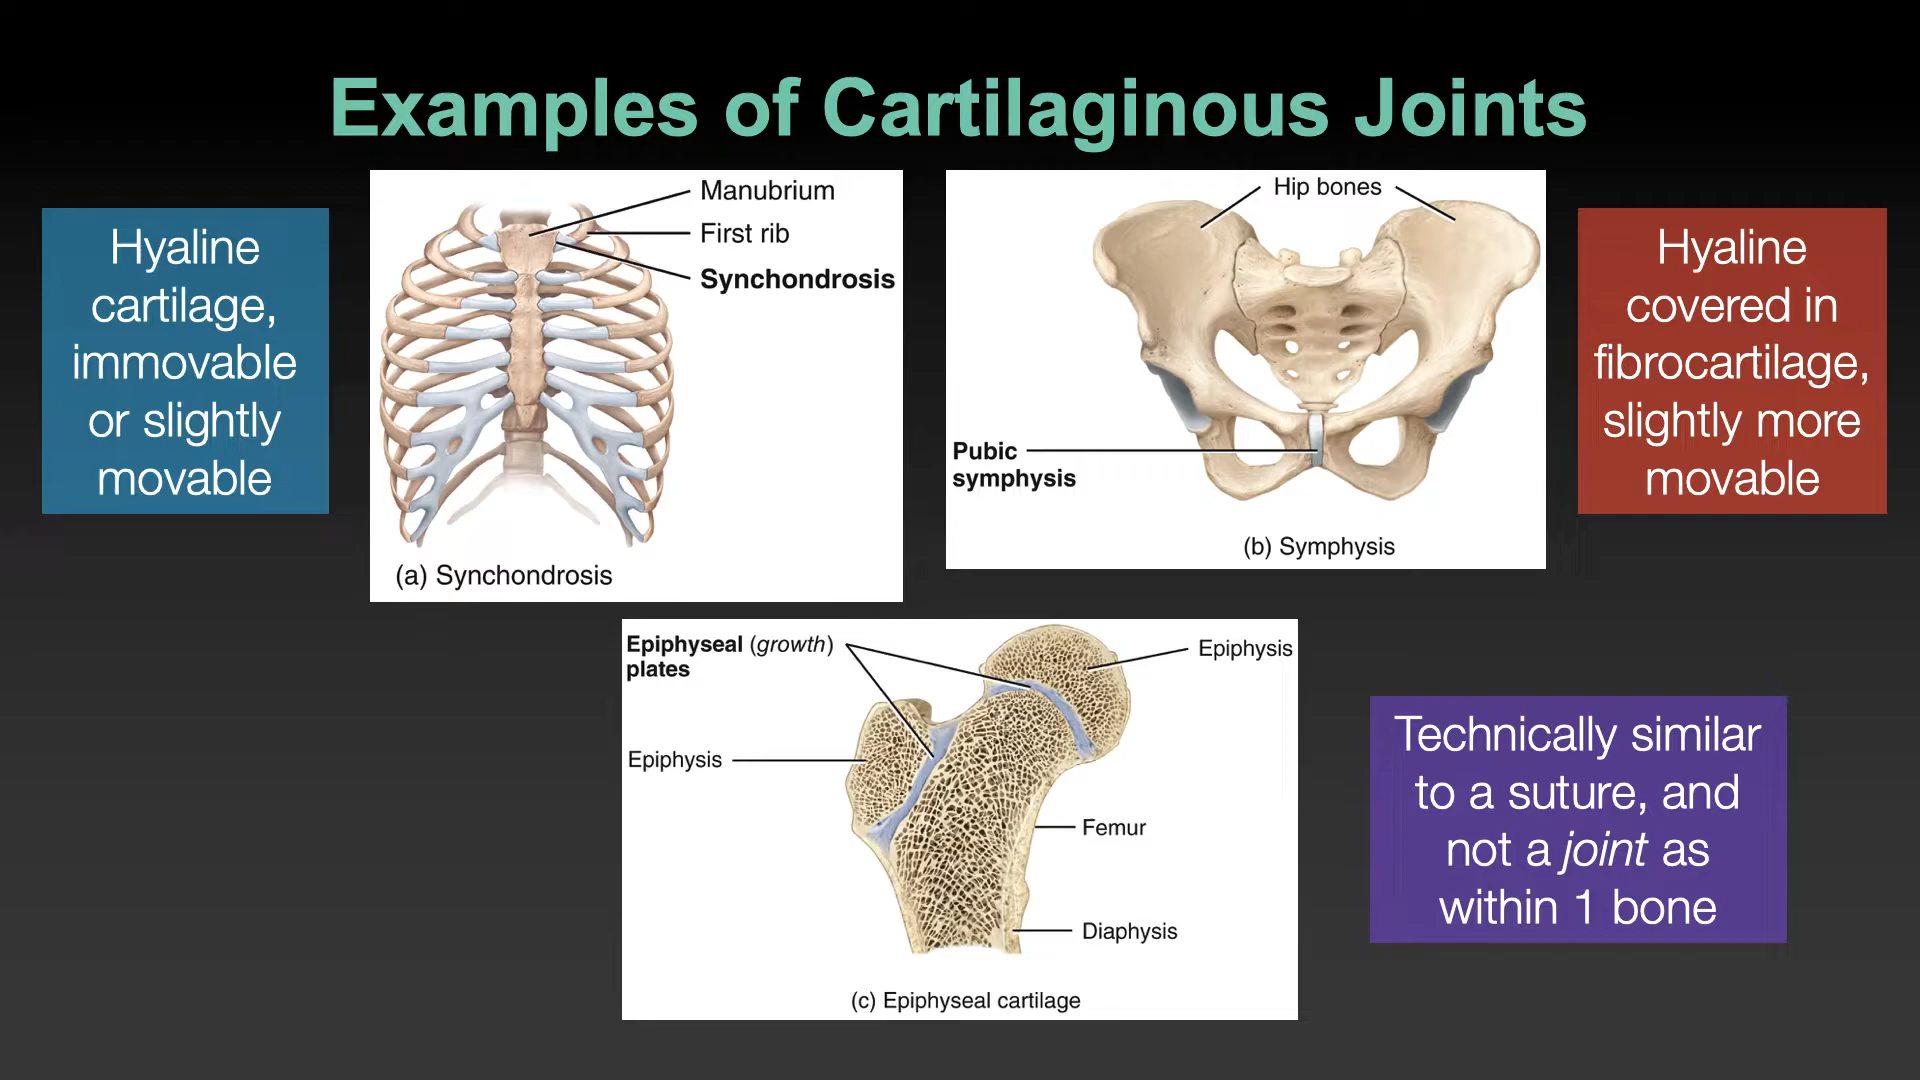 Examples of Cartilaginous Joints
Hyaline
cartilage,
immovable
or slightly
movable
Manubrium
First rib
Synchondrosis
(a) Synchondrosis
Hip bones
Pubic
symphysis
(b) Symphysis
Hyaline
covered in
fibrocartilage,
slightly more
movable
Epiphyseal (growth)
plates
Epiphysis
Epiphysis
Femur
Diaphysis
(c) Epiphyseal cartilage
Technically similar
to a suture, and
not a joint as
within 1 bone